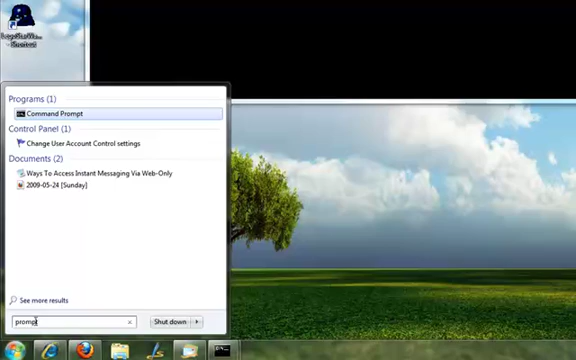 - Shortcut
Programs (1)
Command Prompt
Control Panel (1)
Change User Account Control settings
Documents (2)
Ways To Access Instant Messaging Via Web-Only
2009-05-24 [Sunday]
See more results
prompt
Shut down